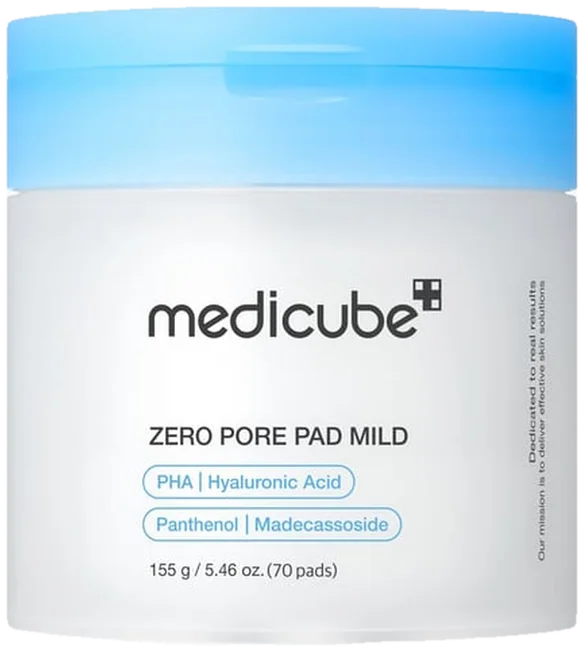 medicube
ZERO PORE PAD MILD
PHA | Hyaluronic Acid
Panthenol | Madecassoside
155 g / 5.46 oz. (70 pads)
Dedicated to real results
Our mission is to deliver effective skin solutions